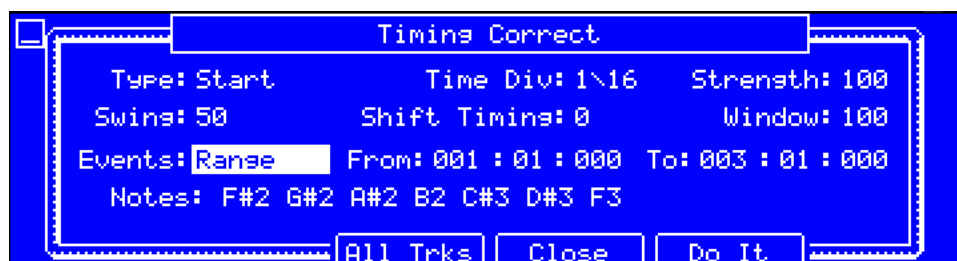 Timing Correct
Type: Start Time Div: 1\16 Strength: 100
Swing: 50 Shift Timing: 0 Window: 100
Events: Range From: 001 : 01 : 000 To: 003 : 01 : 000
Notes: F#2 G#2 A#2 B2 C#3 D#3 F3
All Trks Close Do It